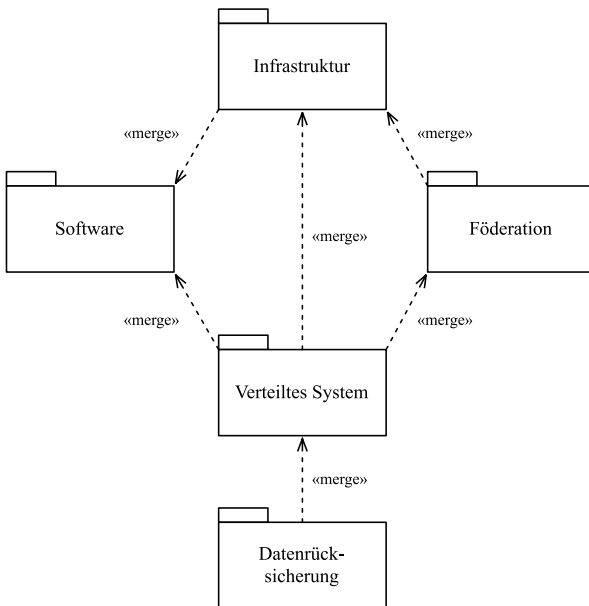 Infrastruktur
«merge»
«merge»
Software
Föderation
«merge»
«merge»
«merge»
Verteiltes System
«merge»
Datenrück-
sicherung